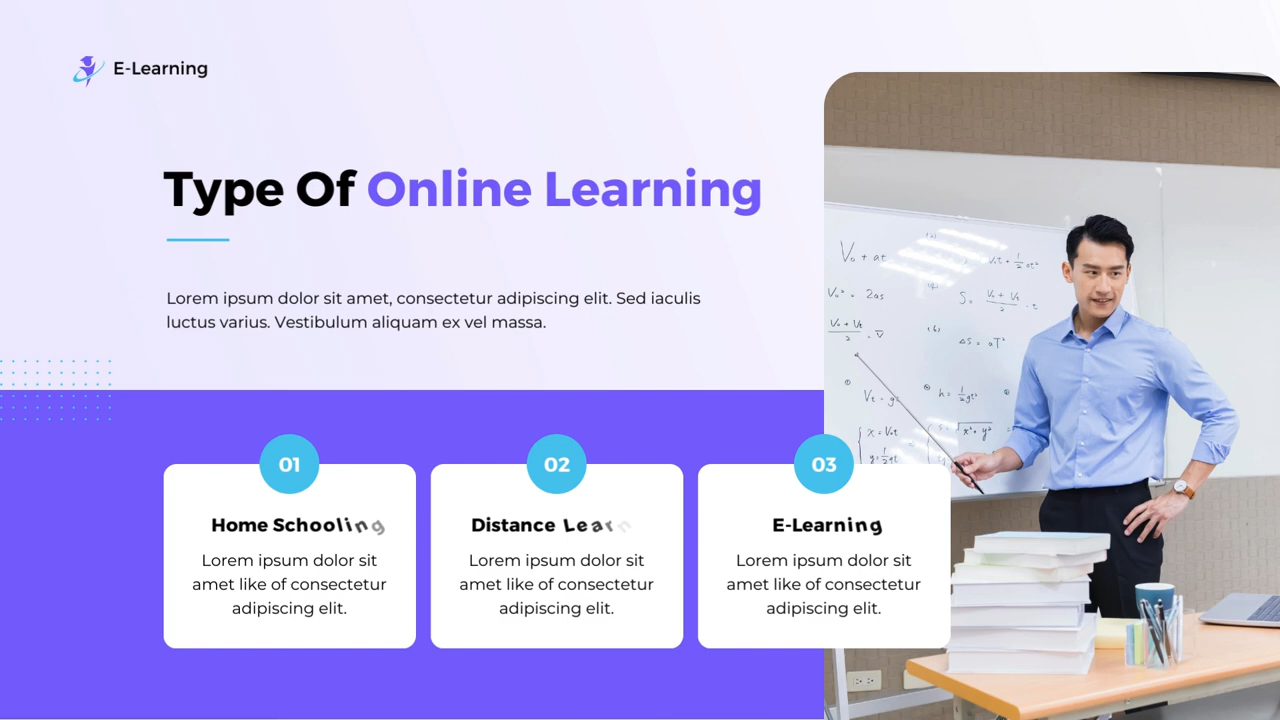 E-Learning
Type Of Online Learning
Lorem ipsum dolor sit amet, consectetur adipiscing elit. Sed iaculis
luctus varius. Vestibulum aliquam ex vel massa.
01
Home Schooling
Lorem ipsum dolor sit
amet like of consectetur
adipiscing elit.
02
Distance Learn
Lorem ipsum dolor sit
amet like of consectetur
adipiscing elit.
03
E-Learning
Lorem ipsum dolor sit
amet like of consectetur
adipiscing elit.
V₀ + at